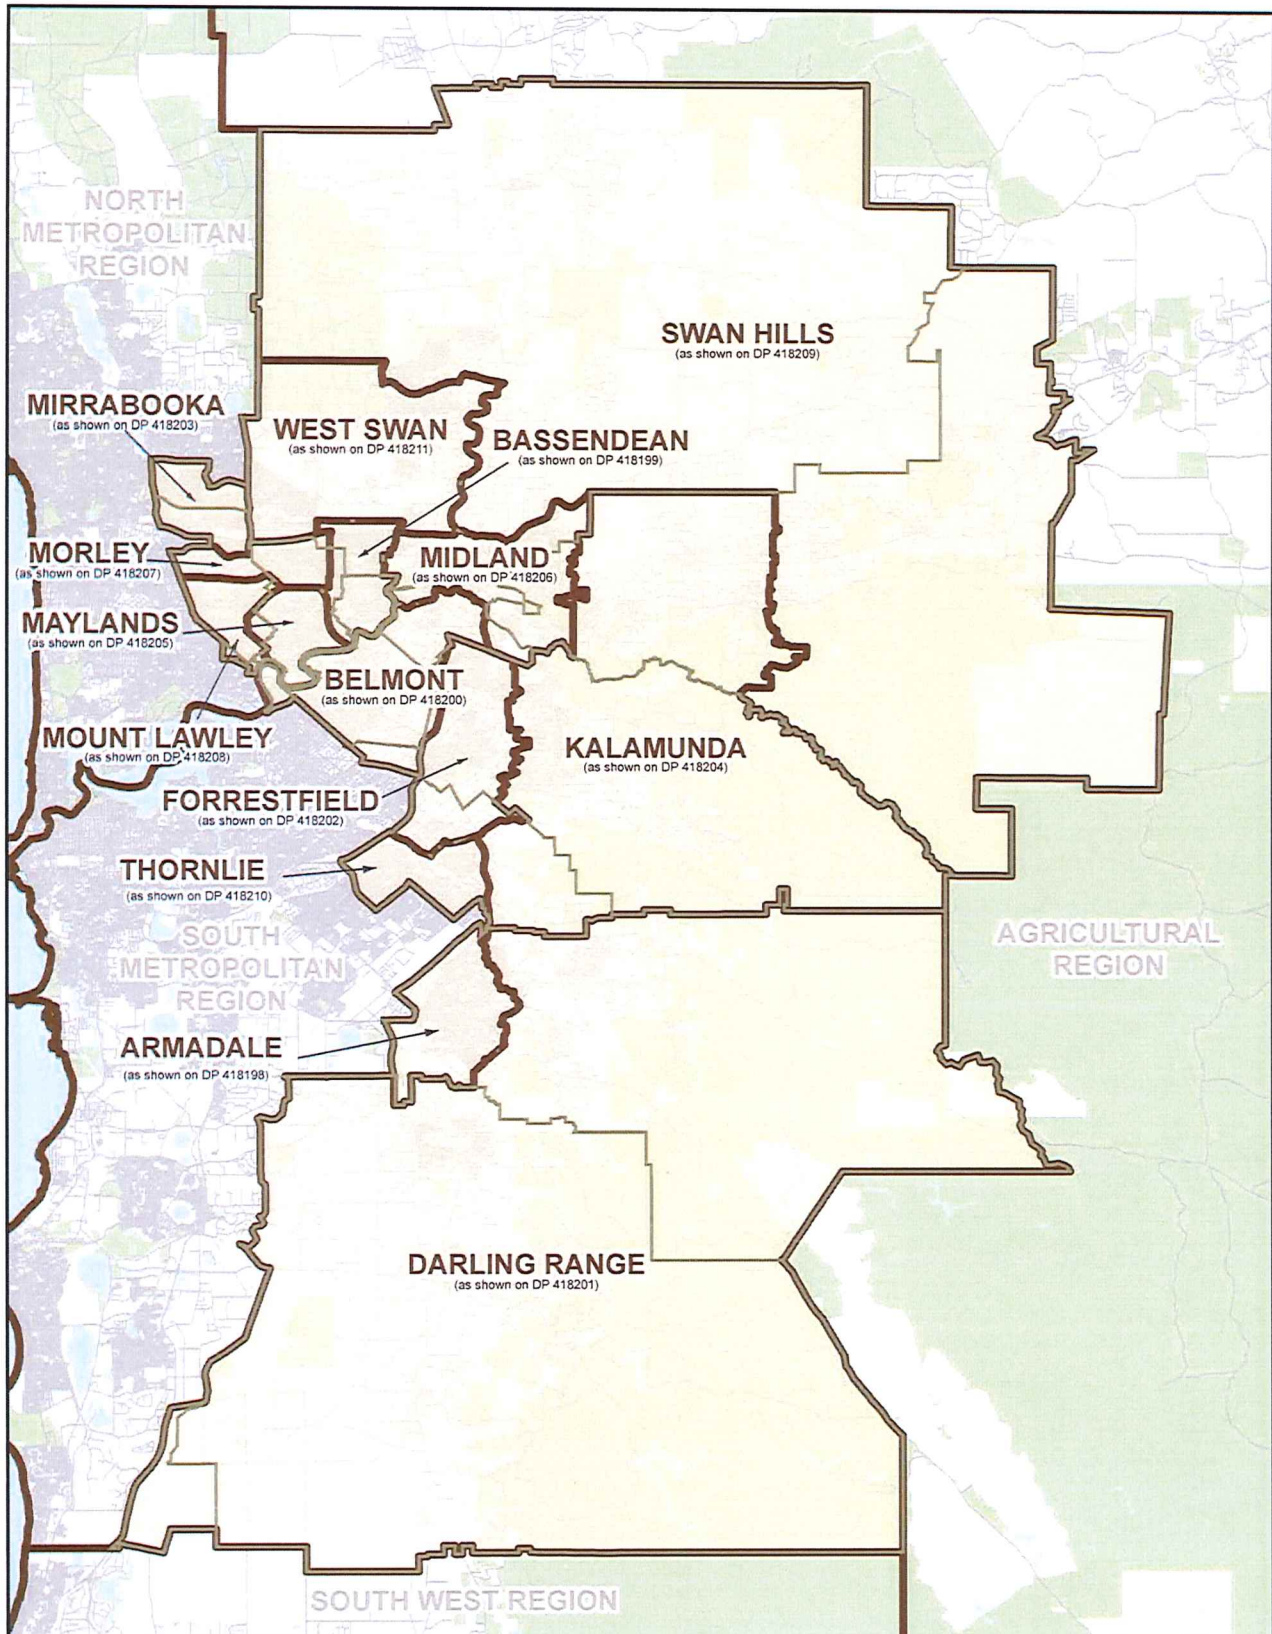 NORTH
METROPOLITAN
REGION
SWAN HILLS
(as shown on DP 418209)
MIRRABOOKA
(as shown on DP 418203)
WEST SWAN
(as shown on DP 418211)
BASSENDEAN
(as shown on DP 418199)
MORLEY
(as shown on DP 418207)
MIDLAND
(as shown on DP 418206)
MAYLANDS
(as shown on DP 418205)
BELMONT
(as shown on DP 418200)
MOUNT LAWLEY
(as shown on DP 418208)
KALAMUNDA
(as shown on DP 418204)
FORRESTFIELD
(as shown on DP 418202)
THORNLIE
(as shown on DP 418210)
SOUTH
METROPOLITAN
REGION
AGRICULTURAL
REGION
ARMADALE
(as shown on DP 418198)
DARLING RANGE
(as shown on DP 418201)
SOUTH WEST REGION